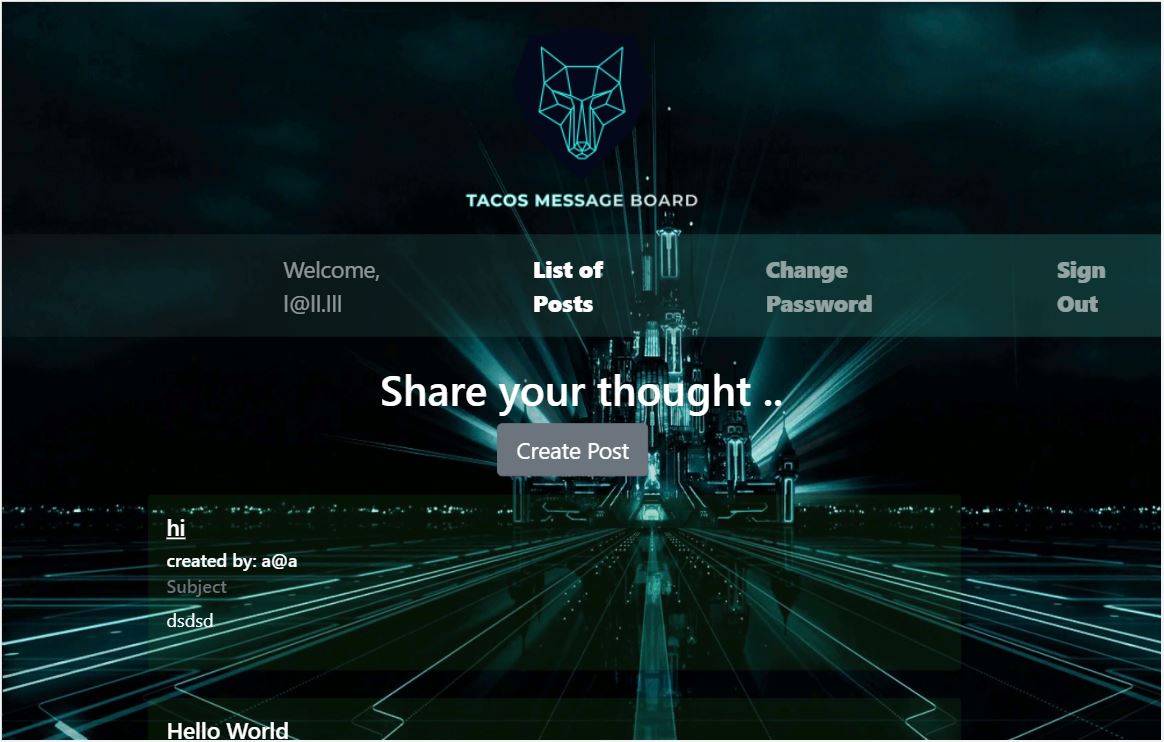 TACOS MESSAGE BOARD
Welcome,
l@ll.lll
List of
Posts
Change
Password
Sign
Out
Share your thought ..
Create Post
hi
created by: a@a
Subject
dsdsd
Hello World